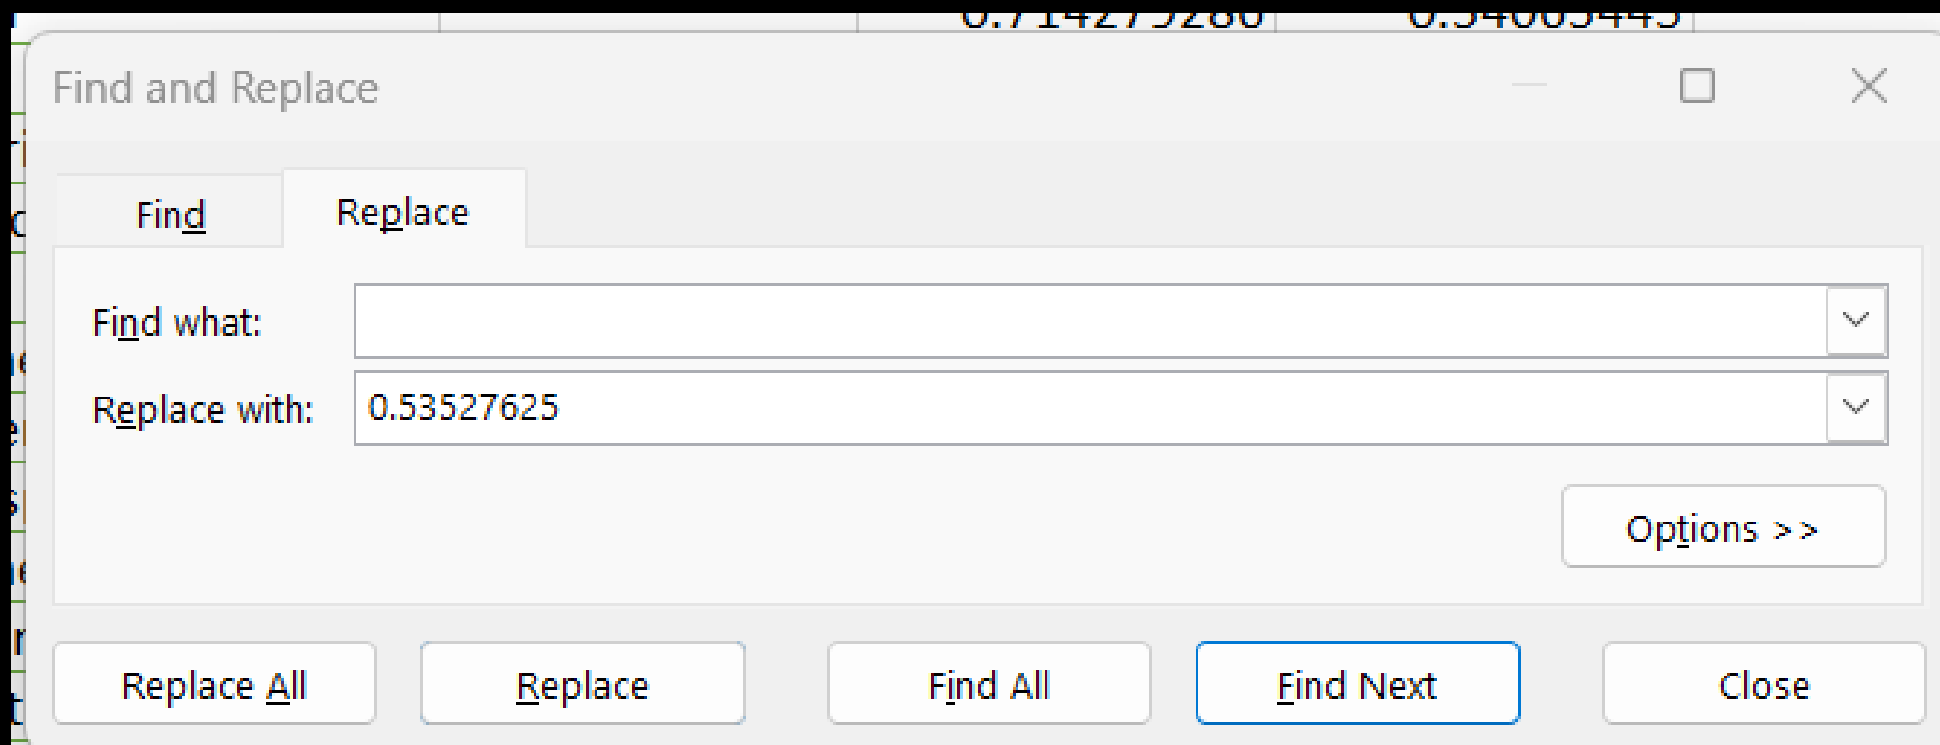 Find and Replace
Find
Replace
Find what:
Replace with: 0.53527625
Options >>
Replace All
Replace
Find All
Find Next
Close